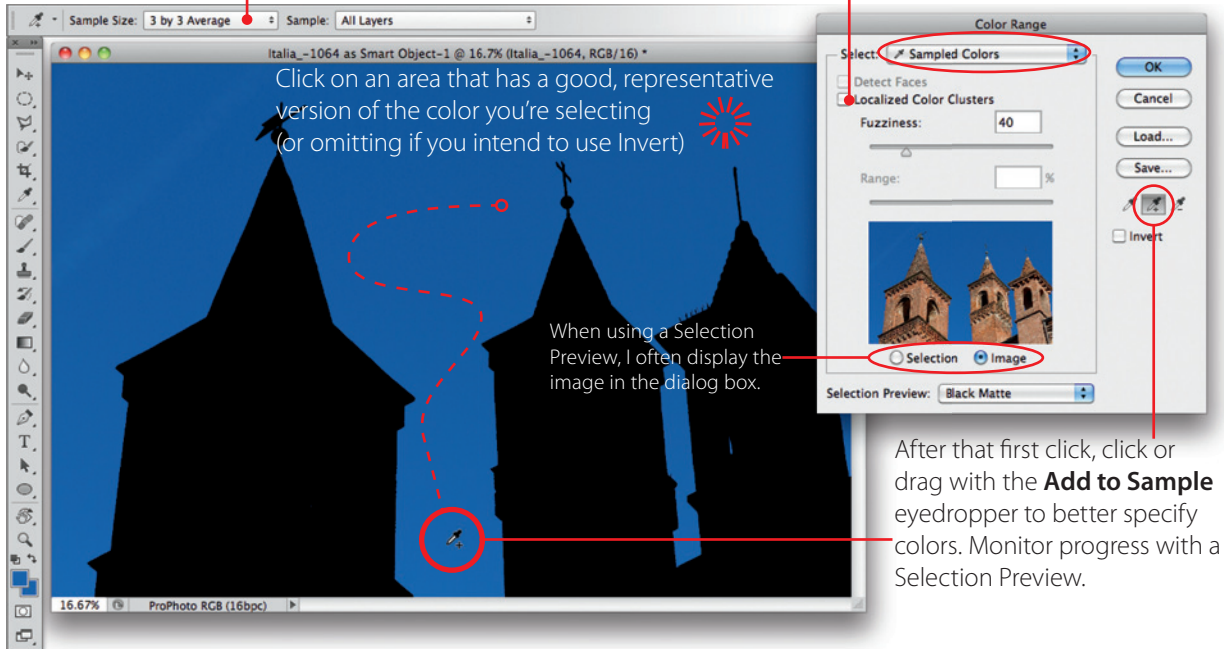 Sample Size: 3 by 3 Average Sample: All Layers
Italia_-1064 as Smart Object-1 @ 16.7% (Italia_-1064, RGB/16) *
Click on an area that has a good, representative
version of the color you’re selecting
(or omitting if you intend to use Invert)
When using a Selection
Preview, I often display the
image in the dialog box.
16.67% ProPhoto RGB (16bpc)
Color Range
Select: Sampled Colors
Detect Faces
Localized Color Clusters
Fuzziness: 40
Range: %
Selection Image
Selection Preview: Black Matte
OK
Cancel
Load...
Save...
Invert
After that first click, click or
drag with the Add to Sample
eyedropper to better specify
colors. Monitor progress with a
Selection Preview.